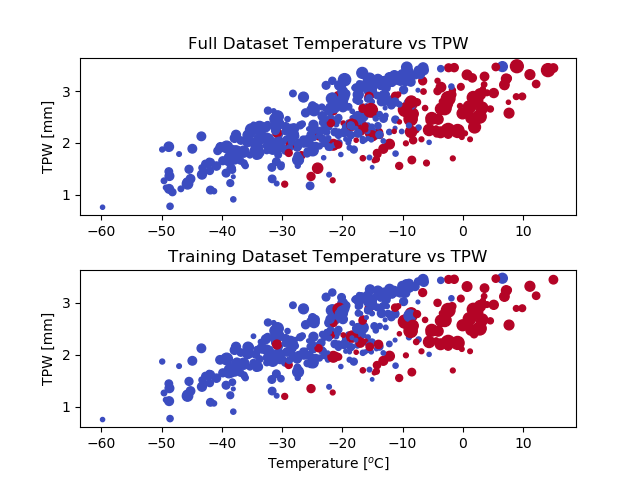 Full Dataset Temperature vs TPW
TPW [mm]
3
2
1
−60 −50 −40 −30 −20 −10 0 10
Training Dataset Temperature vs TPW
TPW [mm]
3
2
1
−60 −50 −40 −30 −20 −10 0 10
Temperature [°C]